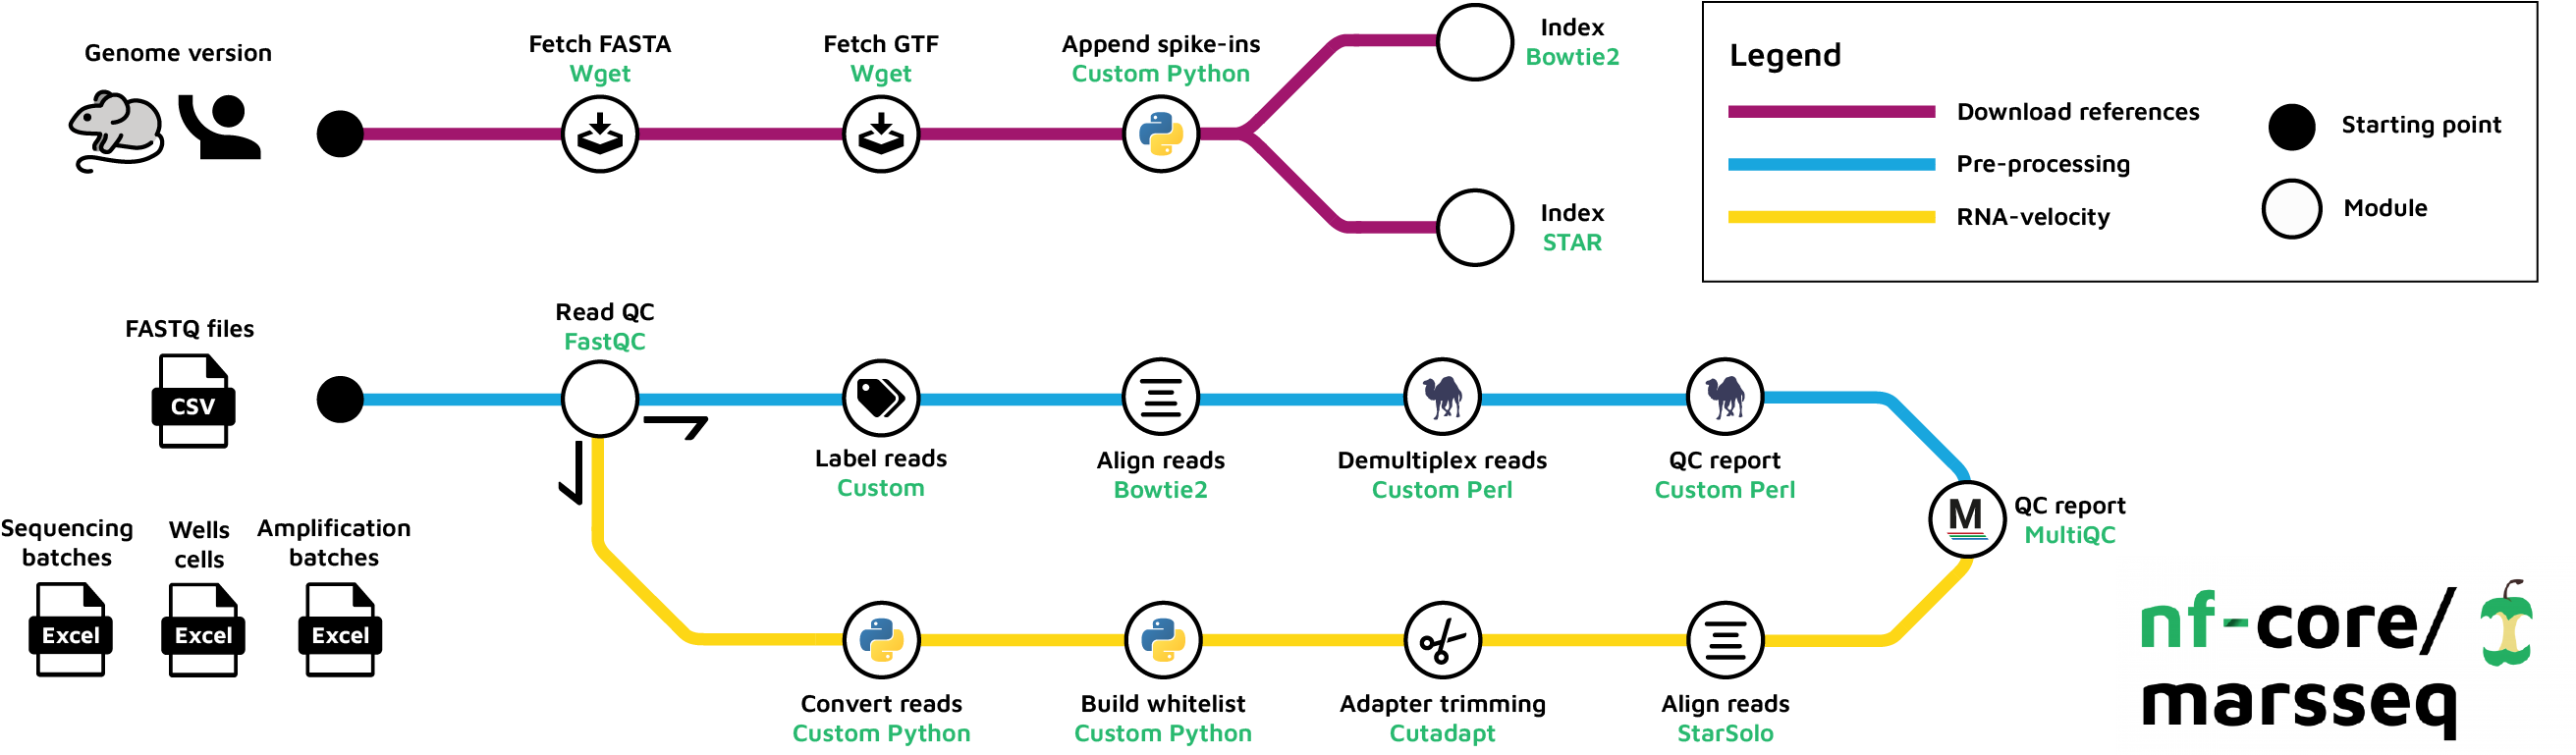 Genome version
Fetch FASTA
Wget
Fetch GTF
Wget
Append spike-ins
Custom Python
Index
Bowtie2
Index
STAR
Legend
Download references
Pre-processing
RNA-velocity
Starting point
Module
FASTQ files
CSV
Read QC
FastQC
Label reads
Custom
Align reads
Bowtie2
Demultiplex reads
Custom Perl
QC report
Custom Perl
M
QC report
MultiQC
Sequencing
batches
Excel
Wells
cells
Excel
Amplification
batches
Excel
Convert reads
Custom Python
Build whitelist
Custom Python
Adapter trimming
Cutadapt
Align reads
StarSolo
nf-core/
marsseq